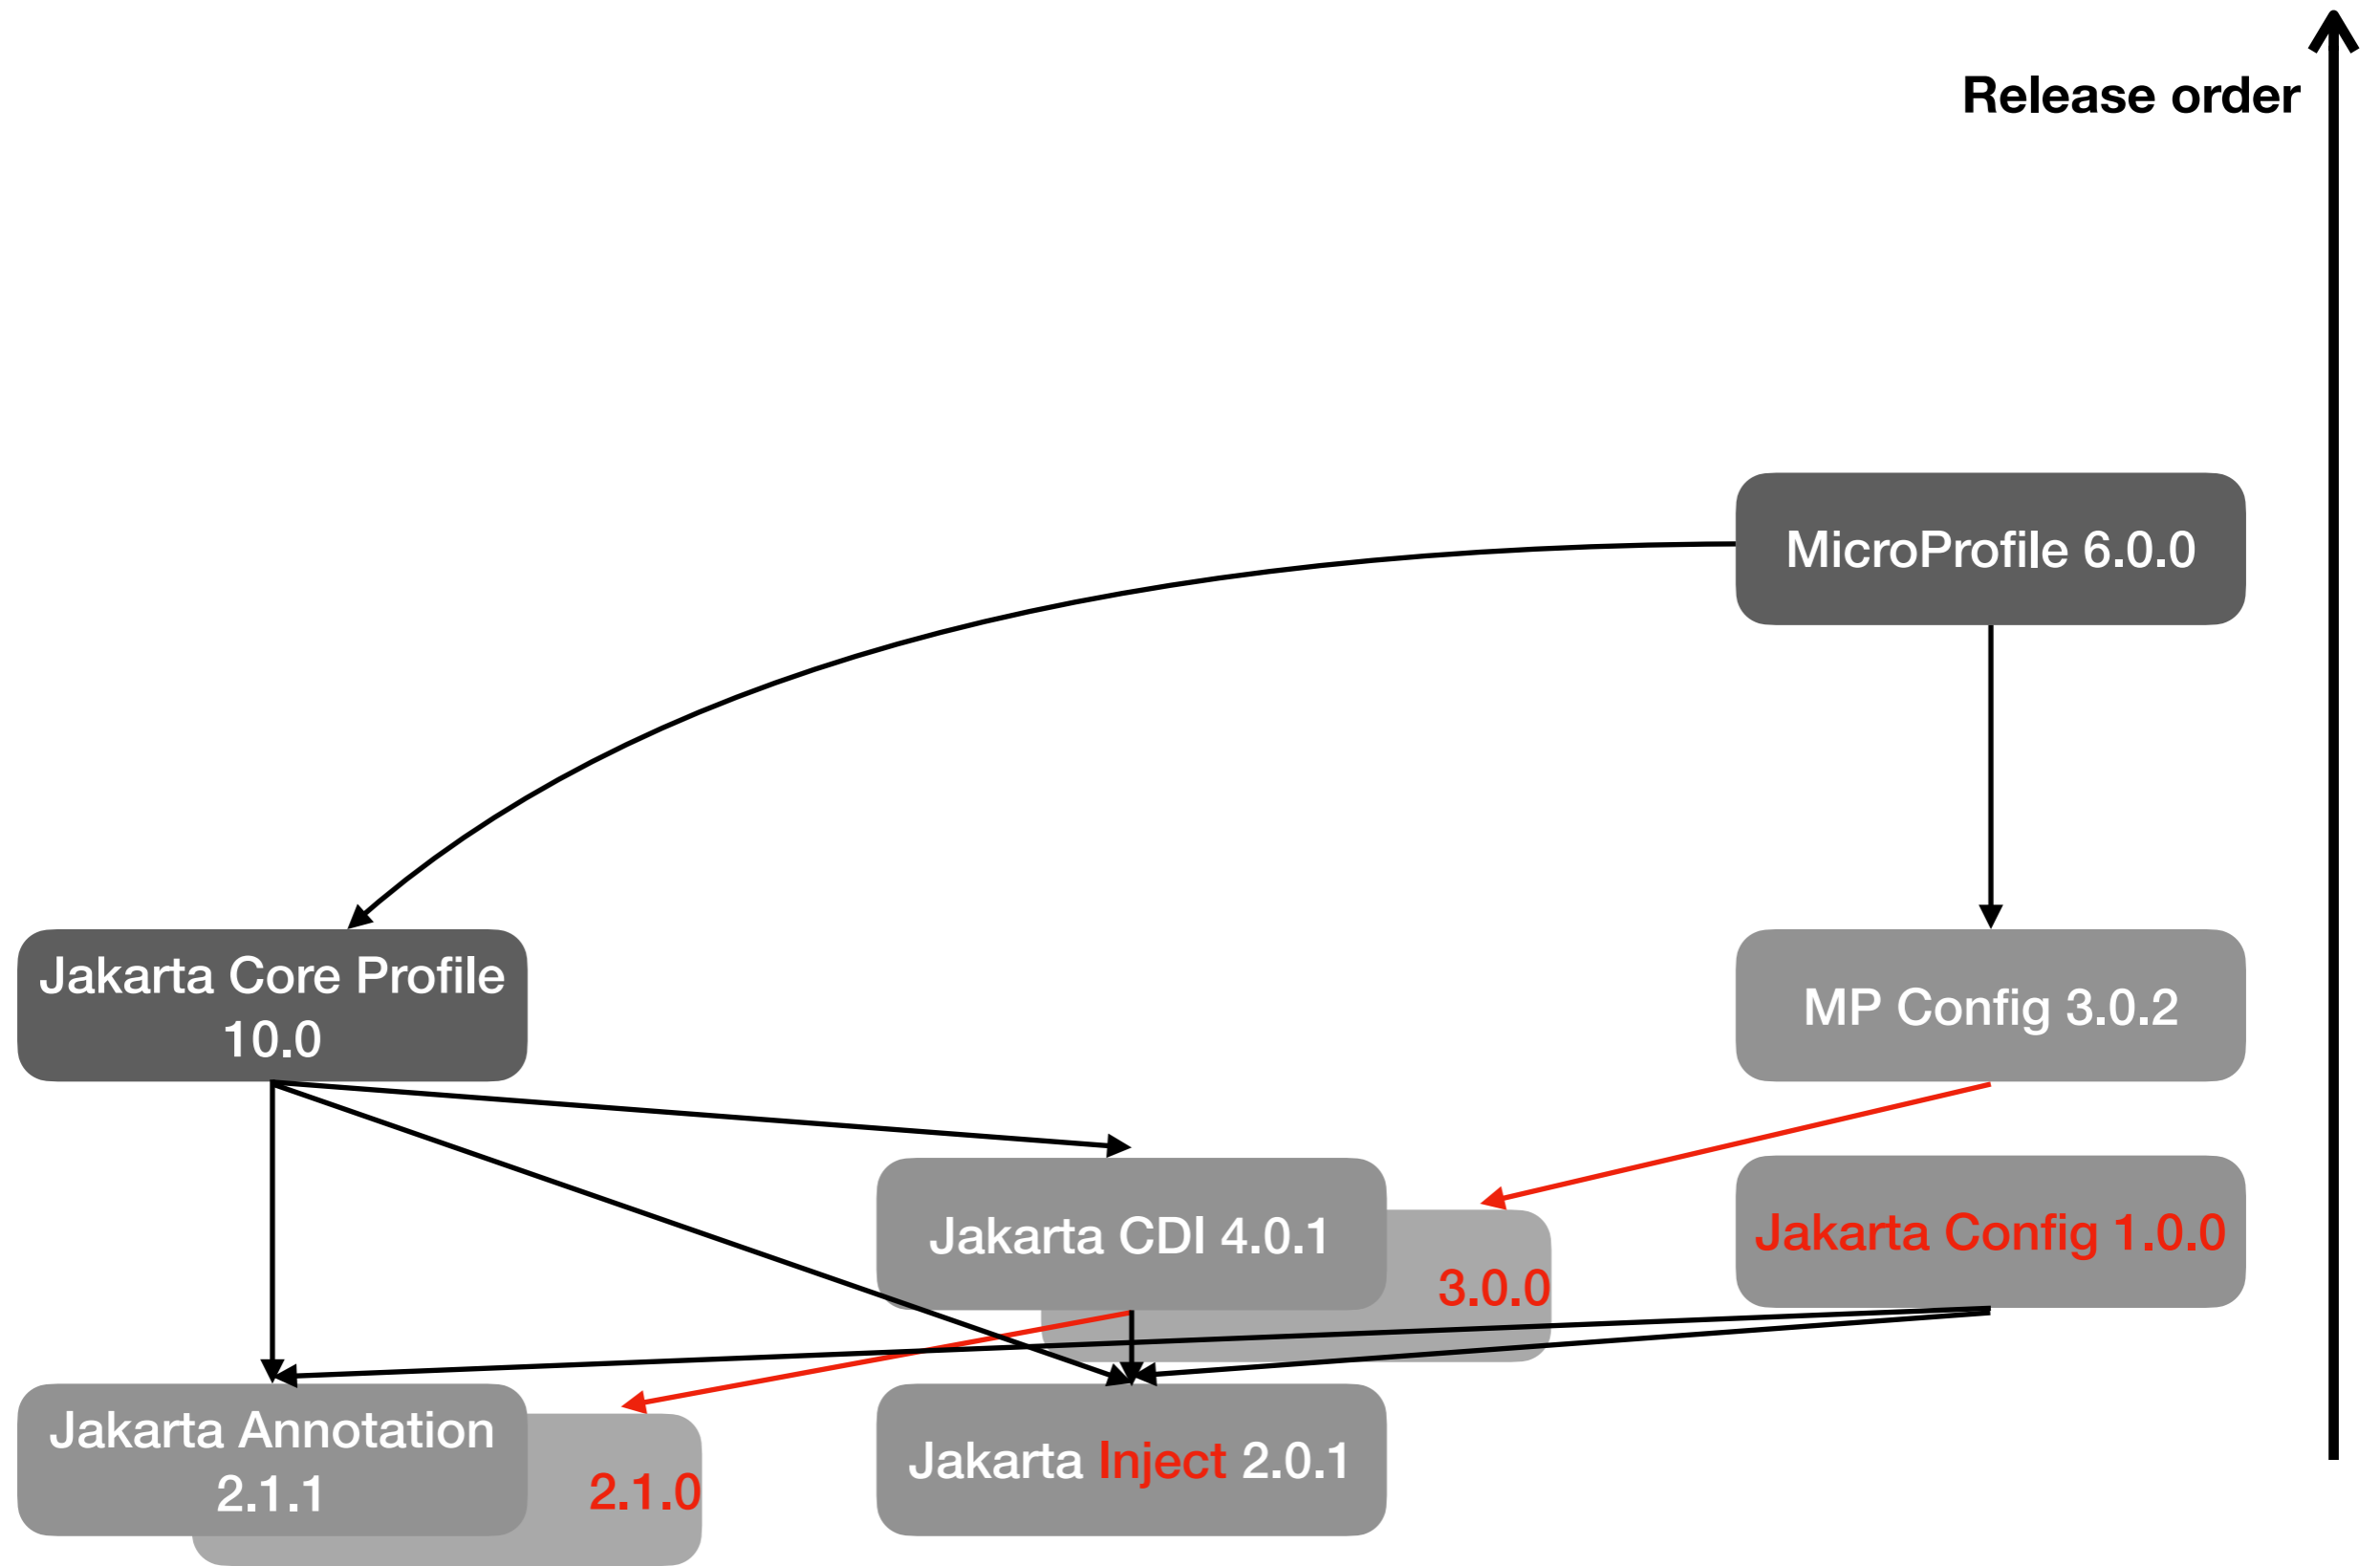 Release order
MicroProfile 6.0.0
Jakarta Core Profile
10.0
MP Config 3.0.2
Jakarta CDI 4.0.1
3.0.0
Jakarta Config 1.0.0
Jakarta Annotation
2.1.1
2.1.0
Jakarta Inject 2.0.1